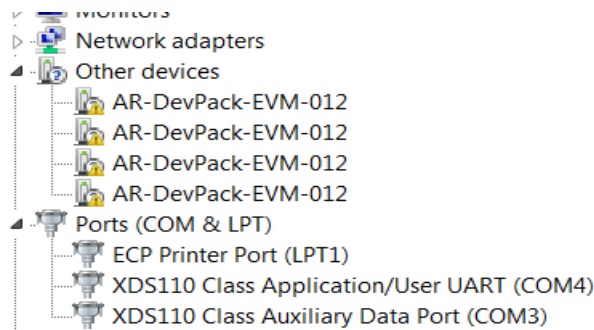 Monitors
Network adapters
Other devices
AR-DevPack-EVM-012
AR-DevPack-EVM-012
AR-DevPack-EVM-012
AR-DevPack-EVM-012
Ports (COM & LPT)
ECP Printer Port (LPT1)
XDS110 Class Application/User UART (COM4)
XDS110 Class Auxiliary Data Port (COM3)